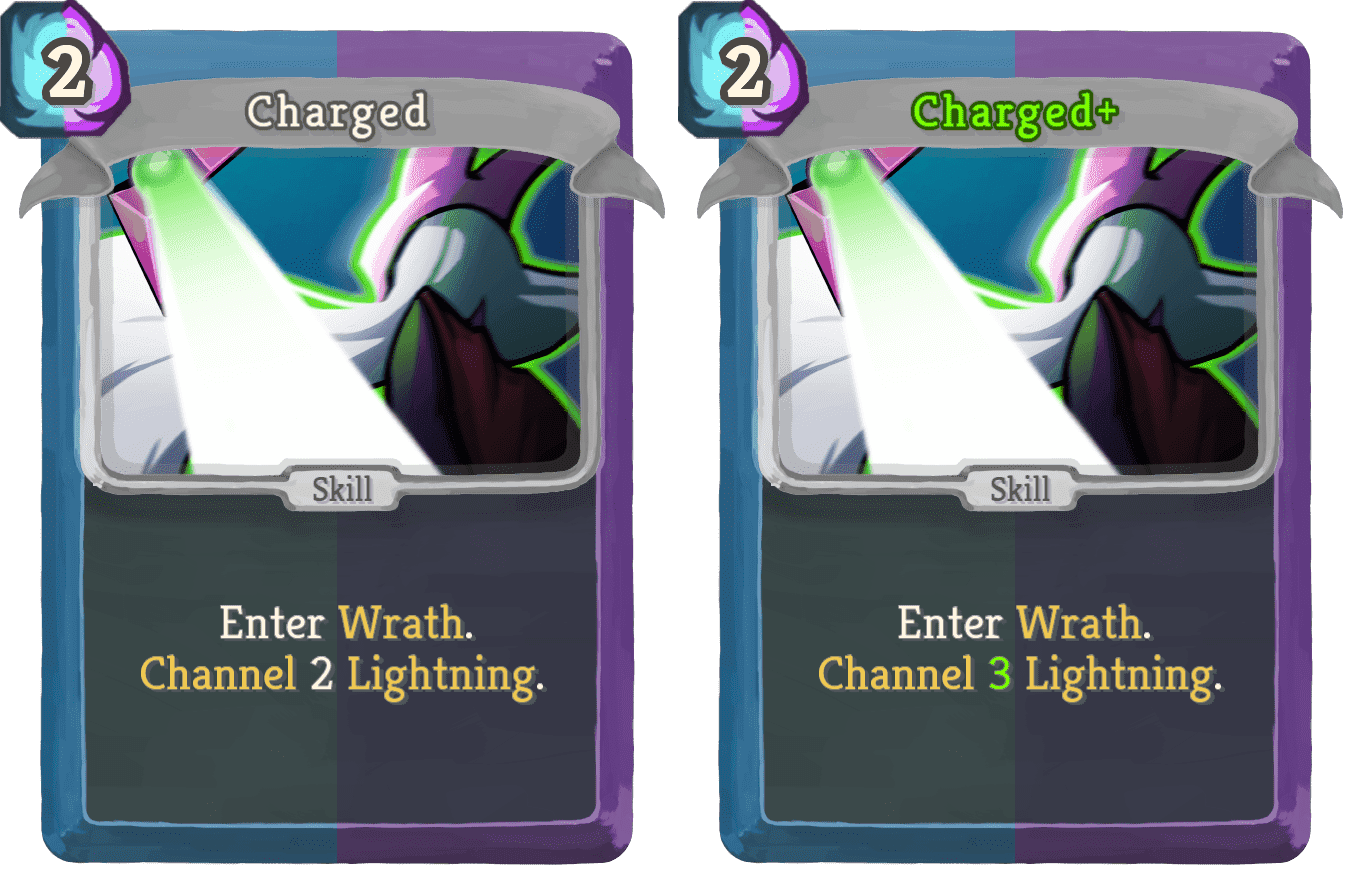 2
Charged
Skill
Enter Wrath.
Channel 2 Lightning.
2
Charged+
Skill
Enter Wrath.
Channel 3 Lightning.